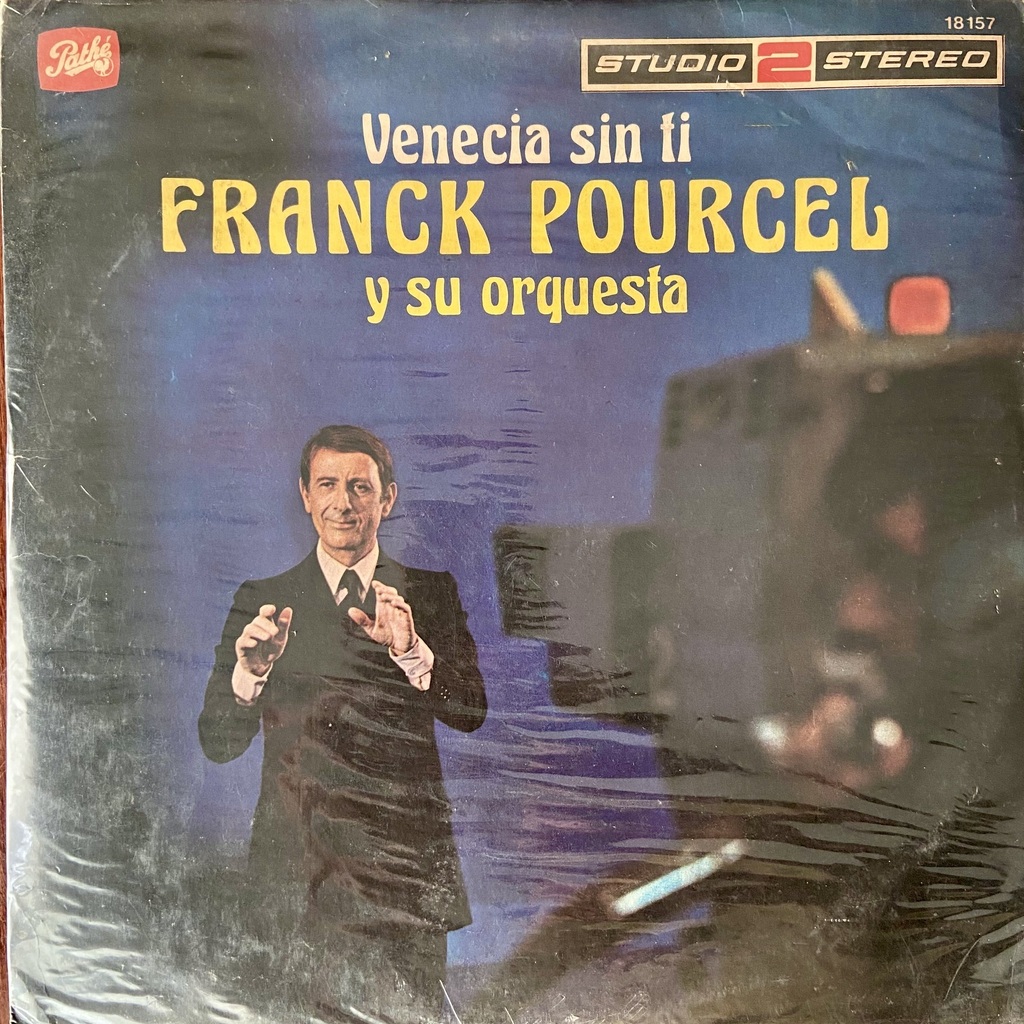 Pathé
18157
STUDIO 2 STEREO
Venecia sin ti
FRANCK POURCEL
y su orquesta